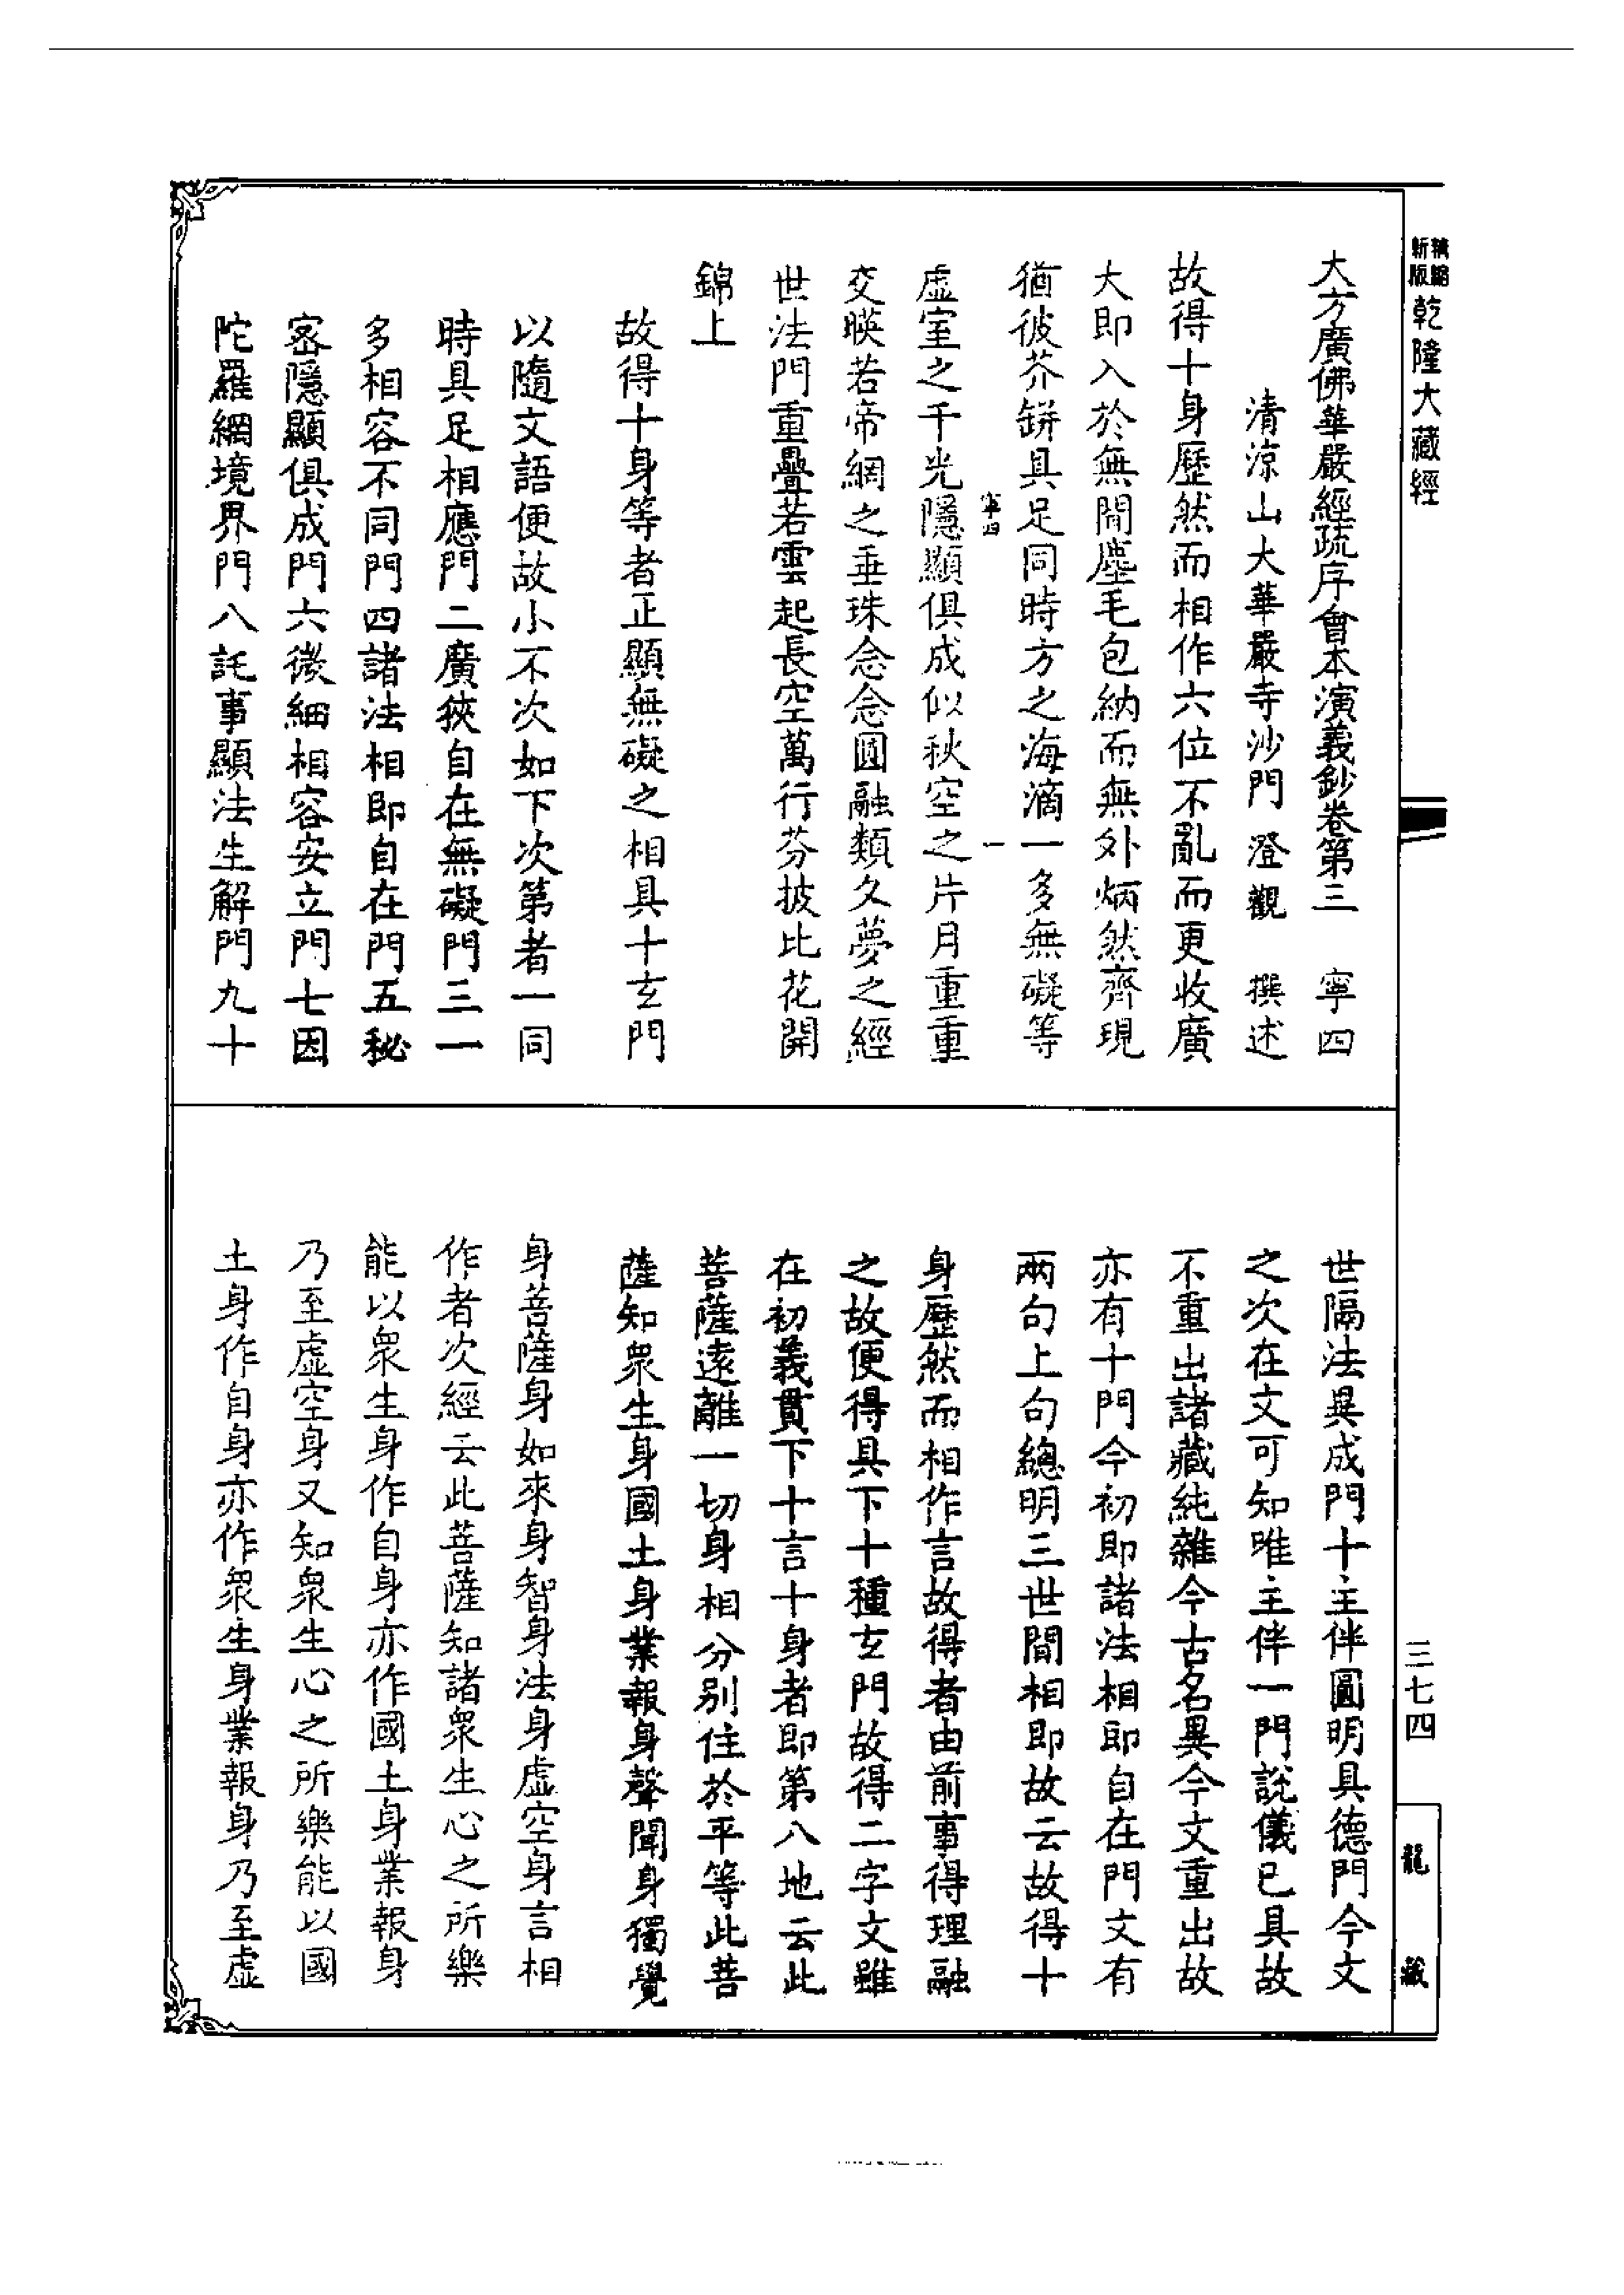 新版
精縮
乾隆大藏經
大方廣佛華嚴經疏序會本演義鈔卷第三　寧四
清涼山大華嚴寺沙門澄觀　撰述
故得十身歷然而相作六位不亂而更收廣
大即入於無間塵毛包納而無外炳然齊現
猶彼芥缾具足同時方之海滴一多無礙等
寧四　一
虛室之千光隱顯俱成似秋空之片月重重
交暎若帝網之垂珠念念圓融類久夢之經
世法門重疊若雲起長空萬行芬披比花開
錦上
故得十身等者正顯無礙之相具十玄門
以隨文語便故小不次如下次第者一同
時具足相應門二廣狹自在無礙門三一
多相容不同門四諸法相即自在門五秘
密隱顯俱成門六微細相容安立門七因
陀羅網境界門八託事顯法生解門九十
世隔法異成門十主伴圓明具德門今文
之次在文可知唯主伴一門說儀已具故
不重出諸藏純雜今古名異今文重出故
亦有十門今初即諸法相即自在門文有
兩句上句總明三世間相即故云故得十
身歷然而相作言故得者由前事得理融
之故便得具下十種玄門故得二字文雖
在初義貫下十言十身者即第八地云此
菩薩遠離一切身相分別住於平等此菩
薩知眾生身國土身業報身聲聞身獨覺
身菩薩身如來身智身法身虛空身言相
作者次經云此菩薩知諸眾生心之所樂
能以眾生身作自身亦作國土身業報身
乃至虛空身又知眾生心之所樂能以國
土身作自身亦作眾生身業報身乃至虛
三七四
龍藏